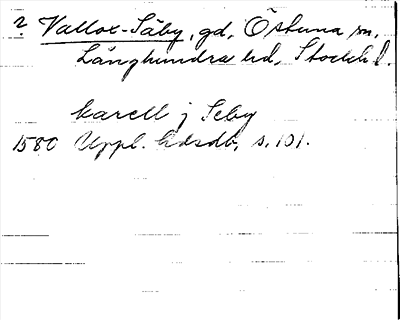 ? Vallox-Säby, gd, Östuna sn,
Långhundra hd, Stockh. l.
karell j Seby
1580 Uppl. hdsdb, s. 101.